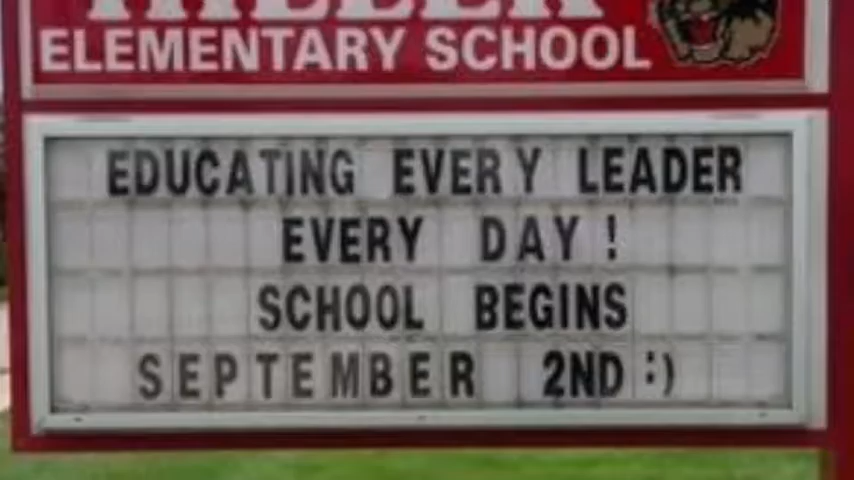 ELEMENTARY SCHOOL
EDUCATING EVERY LEADER
EVERY DAY!
SCHOOL BEGINS
SEPTEMBER 2ND :)